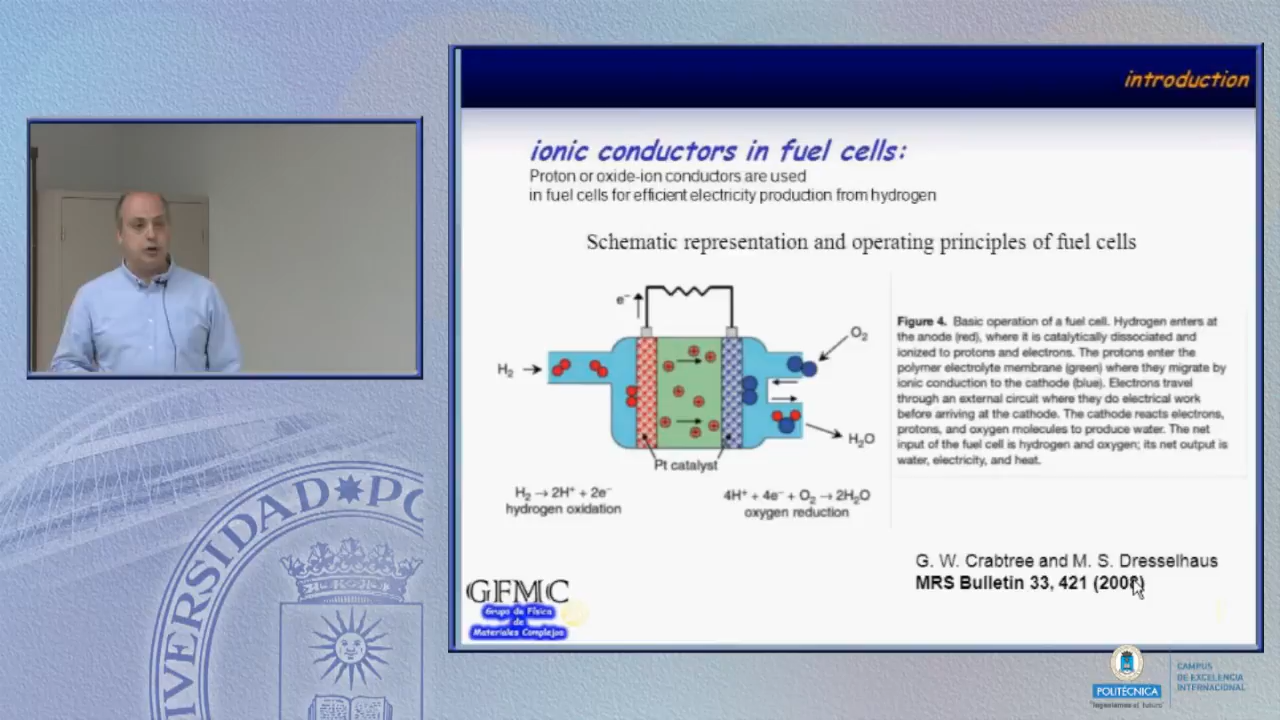 introduction
ionic conductors in fuel cells:
Proton or oxide-ion conductors are used
in fuel cells for efficient electricity production from hydrogen
Schematic representation and operating principles of fuel cells
e⁻
O₂
H₂
H₂O
Pt catalyst
H₂ → 2H⁺ + 2e⁻
hydrogen oxidation
4H⁺ + 4e⁻ + O₂ → 2H₂O
oxygen reduction
Figure 4. Basic operation of a fuel cell. Hydrogen enters at
the anode (red), where it is catalytically dissociated and
ionized to protons and electrons. The protons enter the
polymer electrolyte membrane (green) where they migrate by
ionic conduction to the cathode (blue). Electrons travel
through an external circuit where they do electrical work
before arriving at the cathode. The cathode reacts electrons,
protons, and oxygen molecules to produce water. The net
input of the fuel cell is hydrogen and oxygen; its net output is
water, electricity, and heat.
G. W. Crabtree and M. S. Dresselhaus
MRS Bulletin 33, 421 (2008)
GFMC
Grupo de Física
de
Materiales Complejos
UNIVERSIDAD PO
POLITÉCNICA
"Ingeniamos el futuro"
CAMPUS
DE EXCELENCIA
INTERNACIONAL